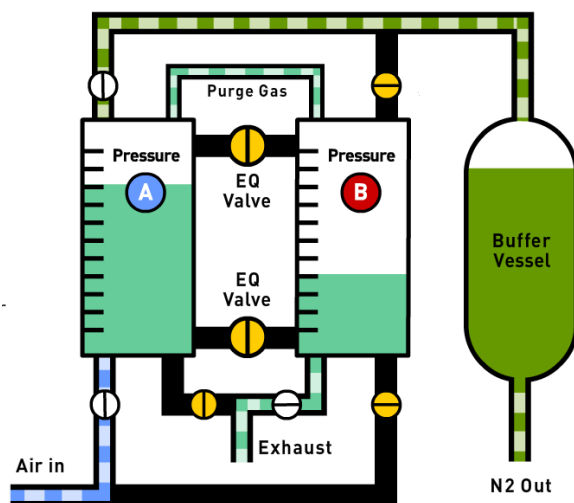 Purge Gas
Pressure
A
EQ
Valve
Pressure
B
EQ
Valve
Buffer
Vessel
Exhaust
Air in
N2 Out